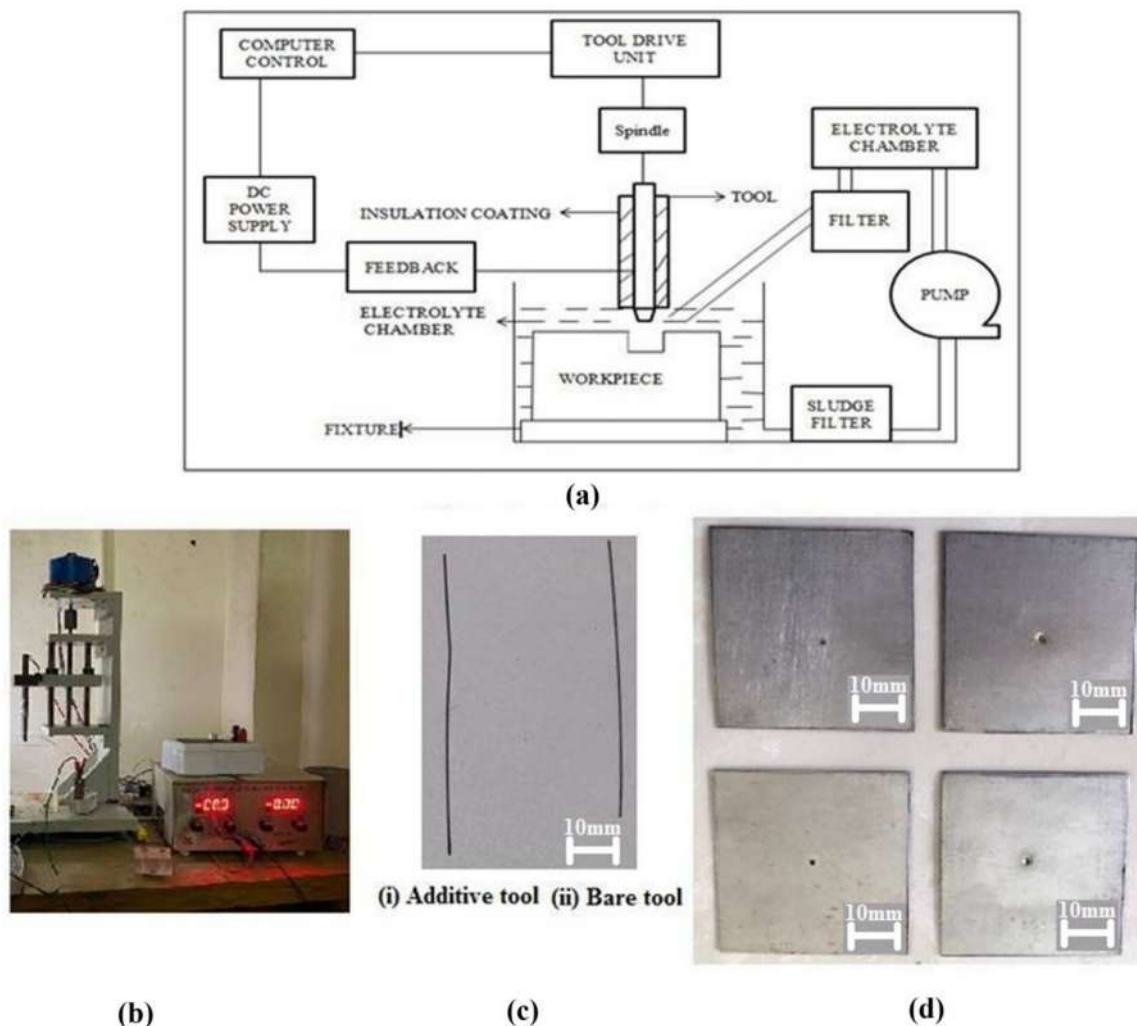 COMPUTER
CONTROL
TOOL DRIVE
UNIT
Spindle
ELECTROLYTE
CHAMBER
DC
POWER
SUPPLY
INSULATION COATING
TOOL
FILTER
FEEDBACK
PUMP
ELECTROLYTE
CHAMBER
WORKPIECE
SLUDGE
FILTER
FIXTURE
(a)
10mm
10mm
10mm
(i) Additive tool (ii) Bare tool
10mm
10mm
(b)
(c)
(d)